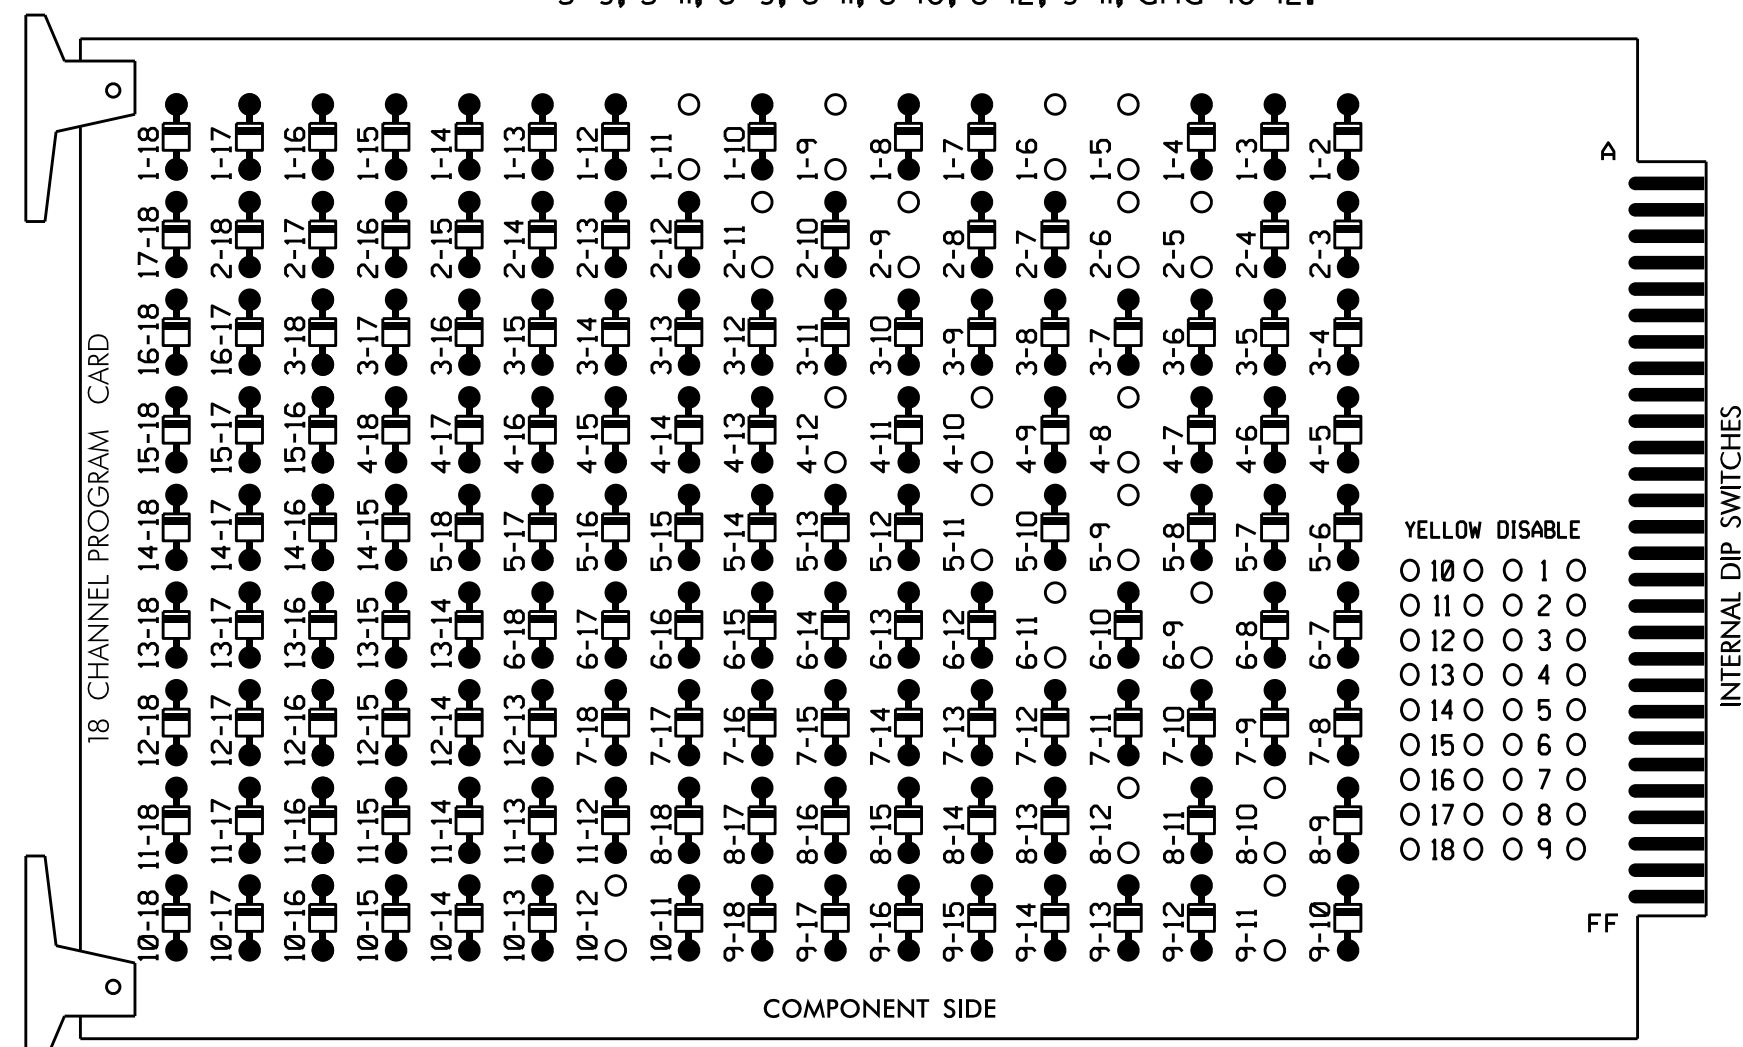 1-18 1-17 1-16 1-15 1-14 1-13 1-12 1-11 1-10 1-9 1-8 1-7 1-6 1-5 1-4 1-3 1-2
A
17-18 2-18 2-17 2-16 2-15 2-14 2-13 2-12 2-11 2-10 2-9 2-8 2-7 2-6 2-5 2-4 2-3
16-18 16-17 3-18 3-17 3-16 3-15 3-14 3-13 3-12 3-11 3-10 3-9 3-8 3-7 3-6 3-5 3-4
15-18 15-17 15-16 4-18 4-17 4-16 4-15 4-14 4-13 4-12 4-11 4-10 4-9 4-8 4-7 4-6 4-5
14-18 14-17 14-16 14-15 5-18 5-17 5-16 5-15 5-14 5-13 5-12 5-11 5-10 5-9 5-8 5-7 5-6
13-18 13-17 13-16 13-15 13-14 6-18 6-17 6-16 6-15 6-14 6-13 6-12 6-11 6-10 6-9 6-8 6-7
12-18 12-17 12-16 12-15 12-14 12-13 7-18 7-17 7-16 7-15 7-14 7-13 7-12 7-11 7-10 7-9 7-8
11-18 11-17 11-16 11-15 11-14 11-13 11-12 8-18 8-17 8-16 8-15 8-14 8-13 8-12 8-11 8-10 8-9
10-18 10-17 10-16 10-15 10-14 10-13 10-12 10-11 9-18 9-17 9-16 9-15 9-14 9-13 9-12 9-11 9-10
18 CHANNEL PROGRAM CARD
YELLOW DISABLE
10 1
11 2
12 3
13 4
14 5
15 6
16 7
17 8
18 9
FF
INTERNAL DIP SWITCHES
COMPONENT SIDE